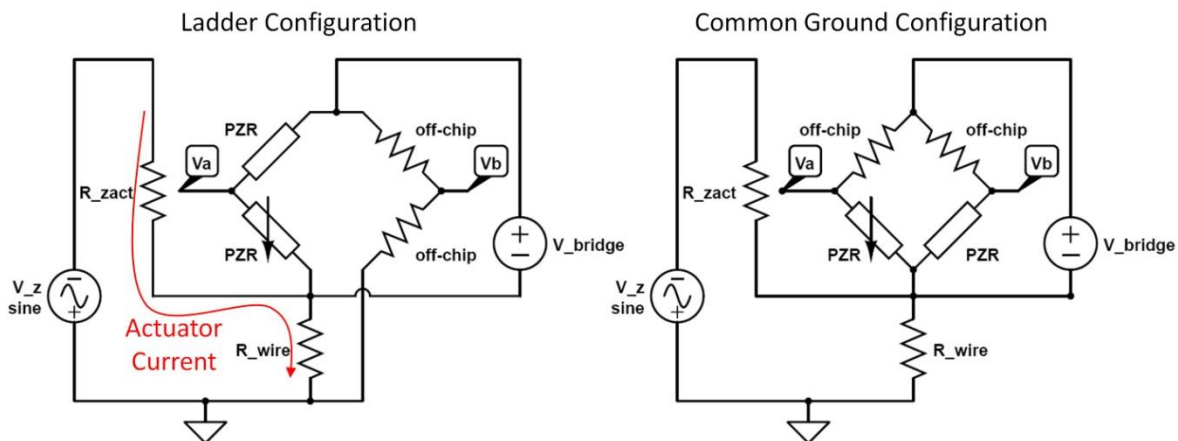 Ladder Configuration
PZR
off-chip
Va
Vb
R_zact
PZR
off-chip
+
−
V_bridge
−
V_z
sine
+
Actuator
Current
R_wire
Common Ground Configuration
off-chip
off-chip
Va
Vb
R_zact
PZR
PZR
+
−
V_bridge
−
V_z
sine
+
R_wire